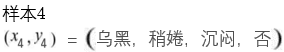 样本4
(x₄, y₄) = (乌黑，稍蜷，沉闷，否)